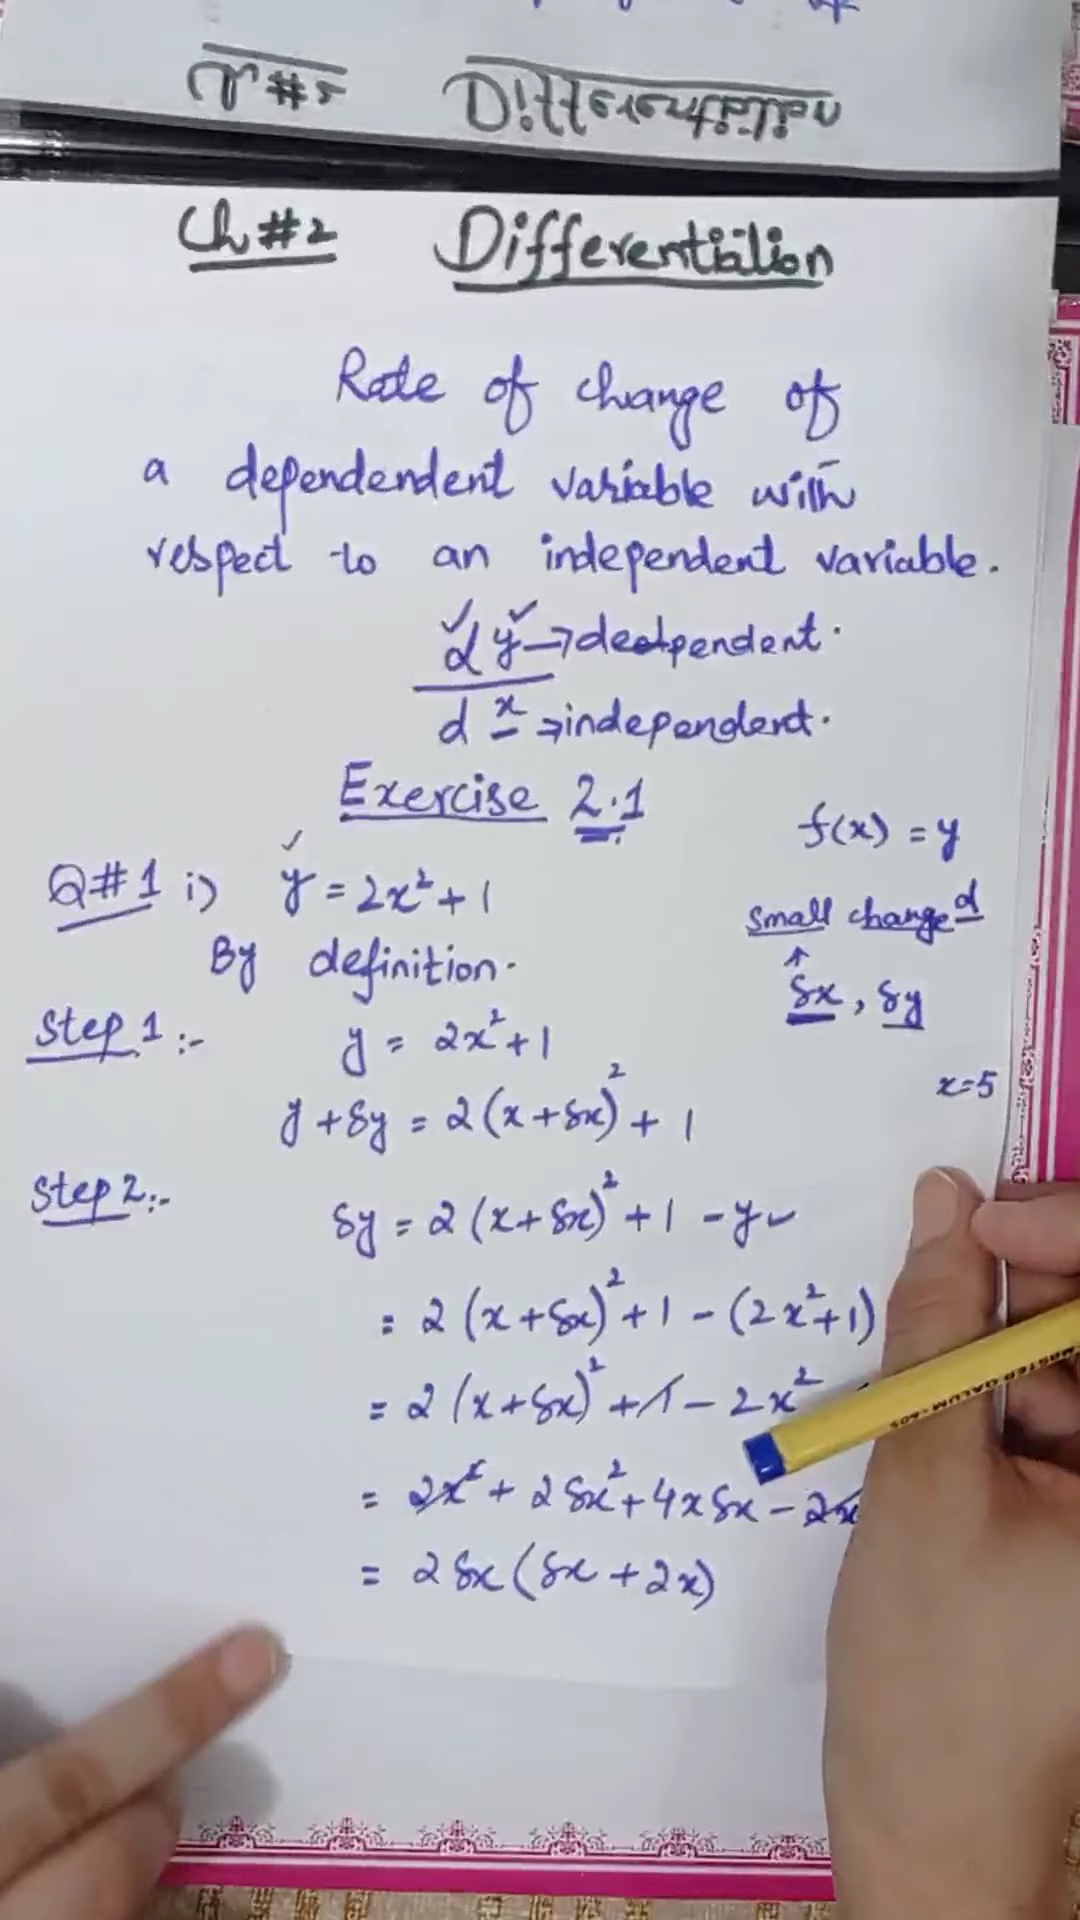 Ch #2 Differentiation
Rate of change of
a dependendent variable with
respect to an independent variable.
dy → dedpendent.
dx → independent.
Exercise 2.1
f(x) = y
Q#1 i) y = 2x² + 1
small change d
By definition.
δx, δy
Step 1:- y = 2x² + 1
x=5
y + δy = 2(x + δx)² + 1
Step 2:- δy = 2(x + δx)² + 1 - y
= 2(x + δx)² + 1 - (2x² + 1)
= 2(x + δx)² + 1 - 2x²
= 2x² + 2δx² + 4xδx - 2x
= 2δx(δx + 2x)